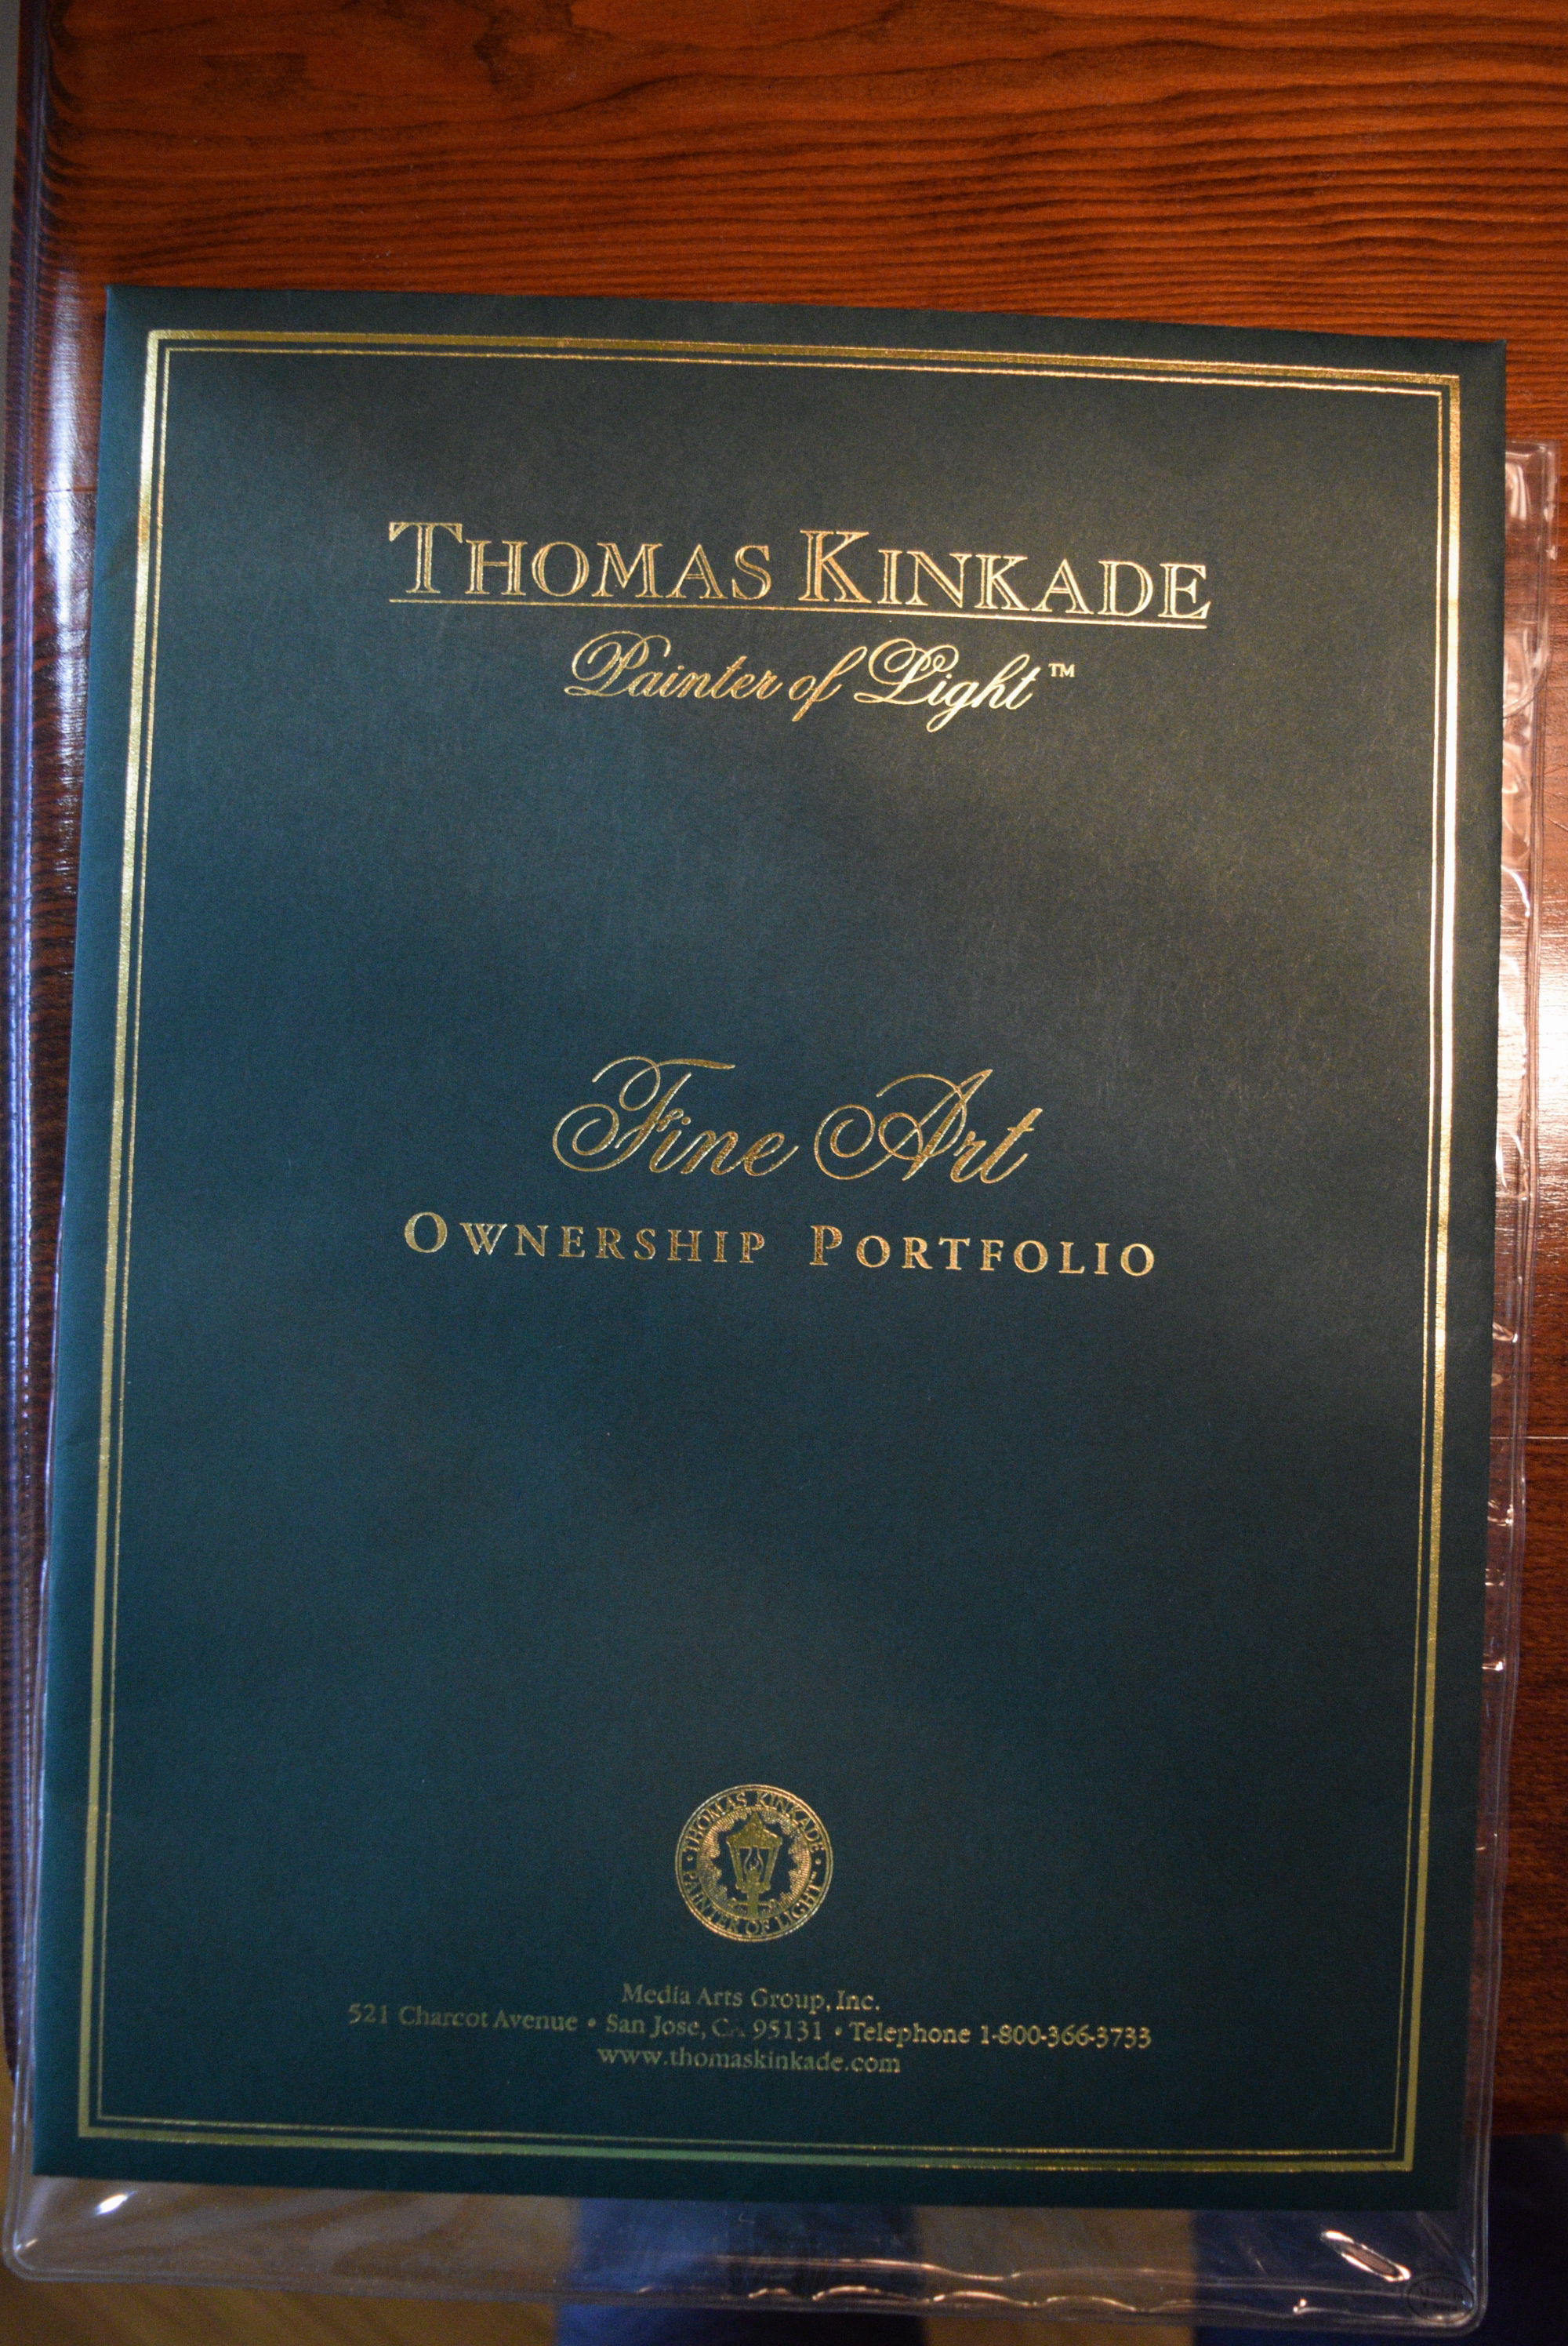 THOMAS KINKADE
Painter of Light™
Fine Art
OWNERSHIP PORTFOLIO
THOMAS KINKADE
• PAINTER OF LIGHT •
Media Arts Group, Inc.
521 Charcot Avenue • San Jose, CA 95131 • Telephone 1-800-366-3733
www.thomaskinkade.com